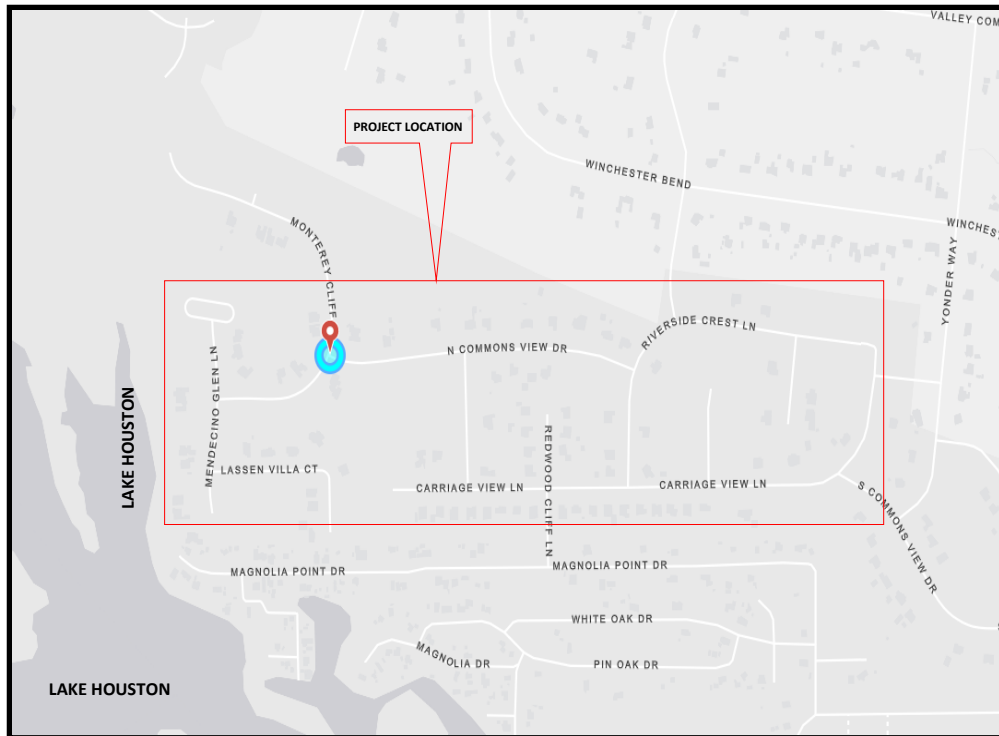 VALLEY COM
PROJECT LOCATION
WINCHESTER BEND
WINCHEST
MONTEREY CLIFF
YONDER WAY
RIVERSIDE CREST LN
N COMMONS VIEW DR
MENDECINO GLEN LN
LAKE HOUSTON
REDWOOD CLIFF LN
LASSEN VILLA CT
CARRIAGE VIEW LN
CARRIAGE VIEW LN
S COMMONS VIEW DR
MAGNOLIA POINT DR
MAGNOLIA POINT DR
WHITE OAK DR
MAGNOLIA DR
PIN OAK DR
LAKE HOUSTON